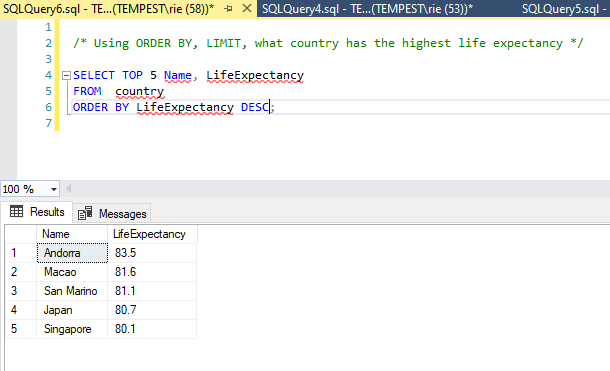 SQLQuery6.sql - TE...(TEMPEST\rie (58))* SQLQuery4.sql - TE...(TEMPEST\rie (53))* SQLQuery5.sql - T
1
2 /* Using ORDER BY, LIMIT, what country has the highest life expectancy */
3
4 SELECT TOP 5 Name, LifeExpectancy
5 FROM country
6 ORDER BY LifeExpectancy DESC;
7
100 %
Results Messages
Name LifeExpectancy
1 Andorra 83.5
2 Macao 81.6
3 San Marino 81.1
4 Japan 80.7
5 Singapore 80.1